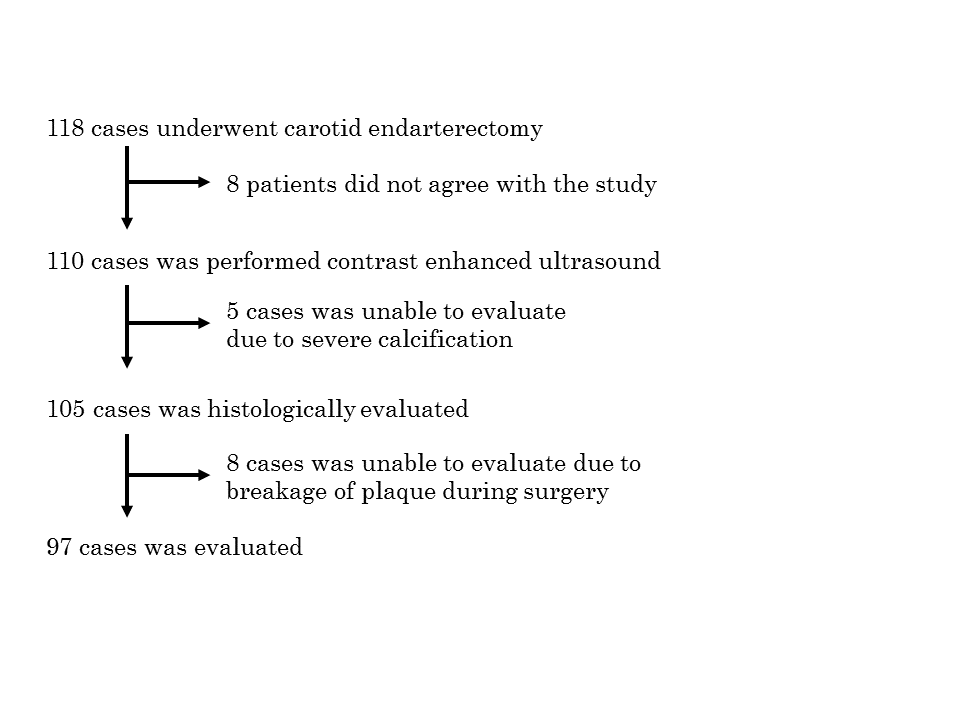 118 cases underwent carotid endarterectomy
8 patients did not agree with the study
110 cases was performed contrast enhanced ultrasound
5 cases was unable to evaluate
due to severe calcification
105 cases was histologically evaluated
8 cases was unable to evaluate due to
breakage of plaque during surgery
97 cases was evaluated